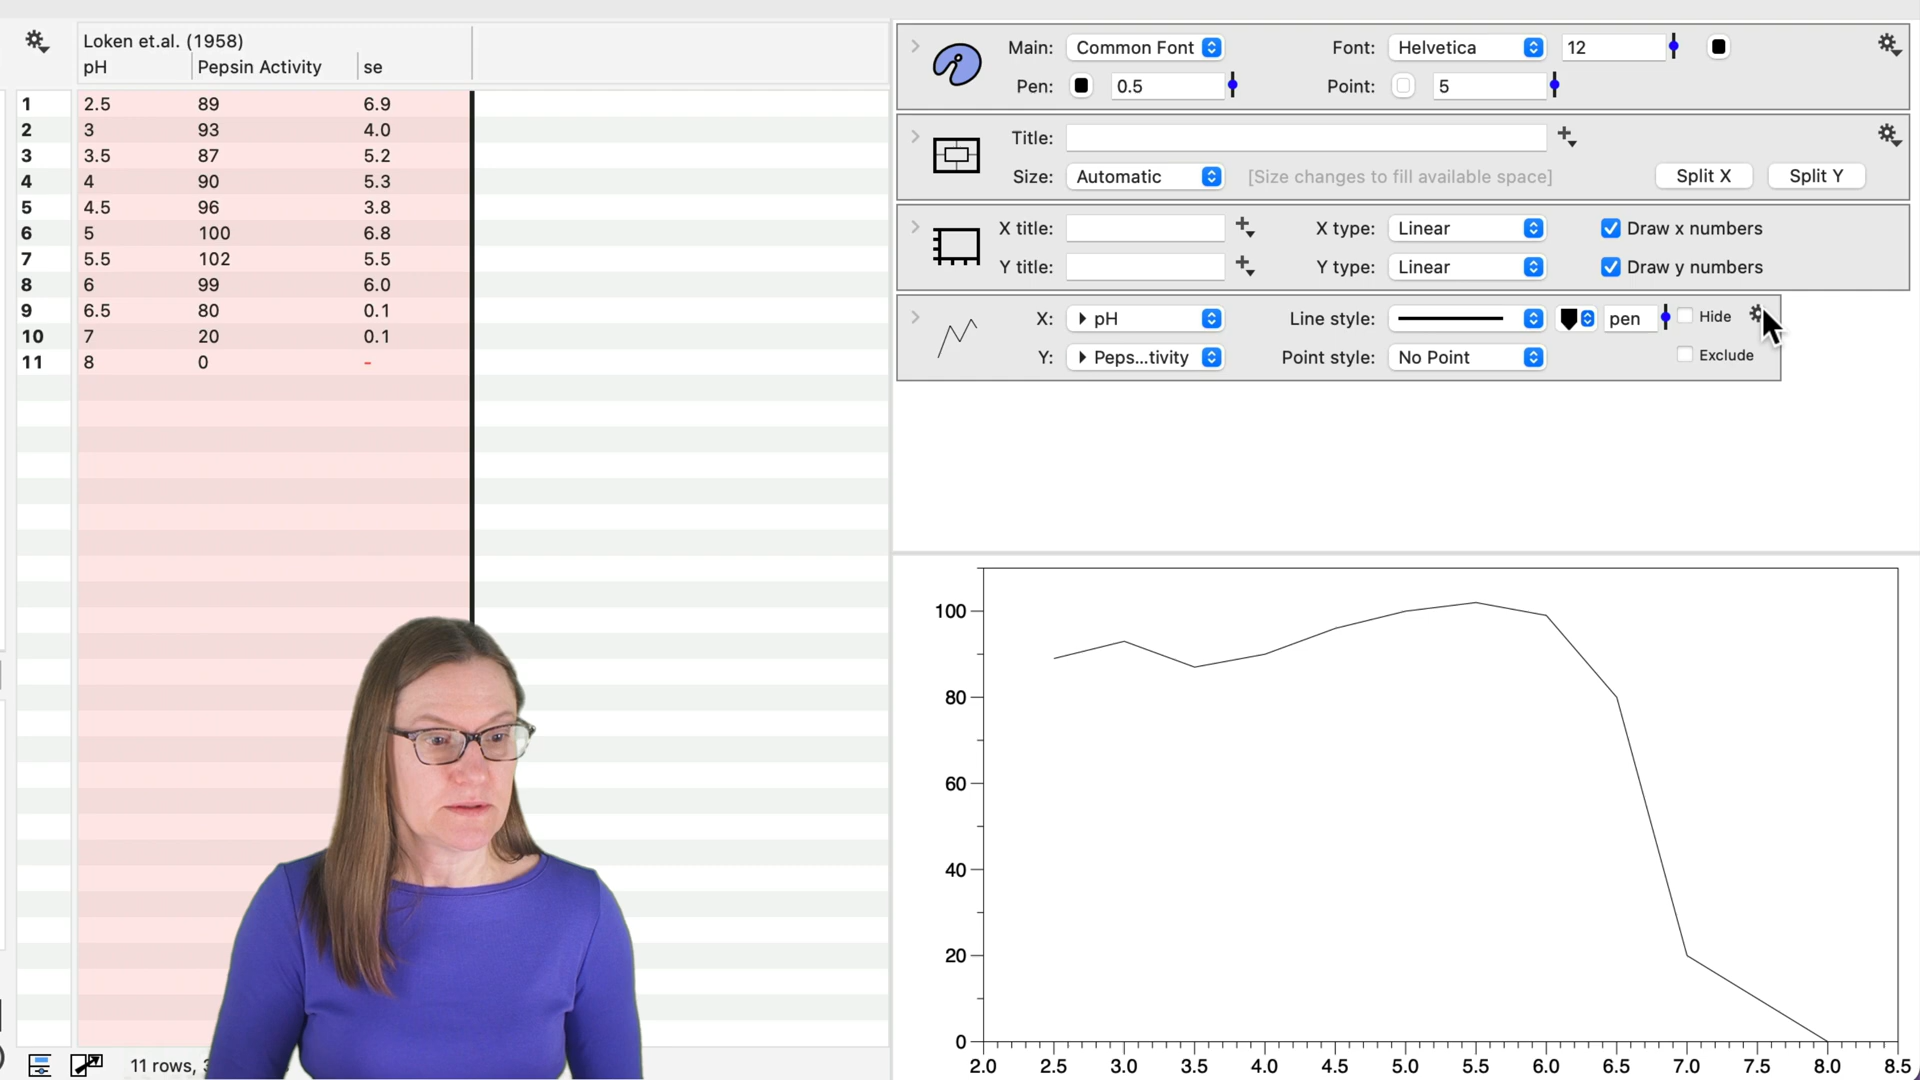 Loken et.al. (1958)
pH Pepsin Activity se
1 2.5 89 6.9
2 3 93 4.0
3 3.5 87 5.2
4 4 90 5.3
5 4.5 96 3.8
6 5 100 6.8
7 5.5 102 5.5
8 6 99 6.0
9 6.5 80 0.1
10 7 20 0.1
11 8 0 -
11 rows,
Main: Common Font Font: Helvetica 12
Pen: 0.5 Point: 5
Title:
Size: Automatic [Size changes to fill available space] Split X Split Y
X title: X type: Linear Draw x numbers
Y title: Y type: Linear Draw y numbers
X: pH Line style: pen Hide
Y: Peps...tivity Point style: No Point Exclude
100
80
60
40
20
0
2.0 2.5 3.0 3.5 4.0 4.5 5.0 5.5 6.0 6.5 7.0 7.5 8.0 8.5